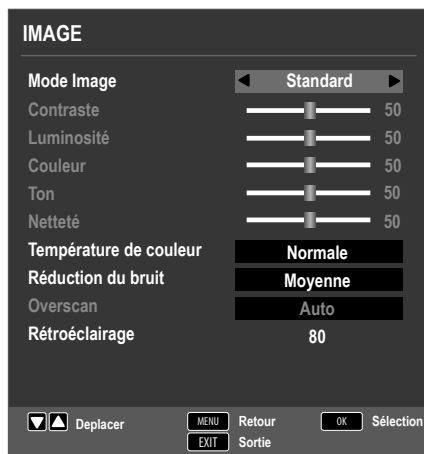 IMAGE
Mode Image Standard
Contraste 50
Luminosité 50
Couleur 50
Ton 50
Netteté 50
Température de couleur Normale
Réduction du bruit Moyenne
Overscan Auto
Rétroéclairage 80
Deplacer MENU Retour OK Sélection
EXIT Sortie